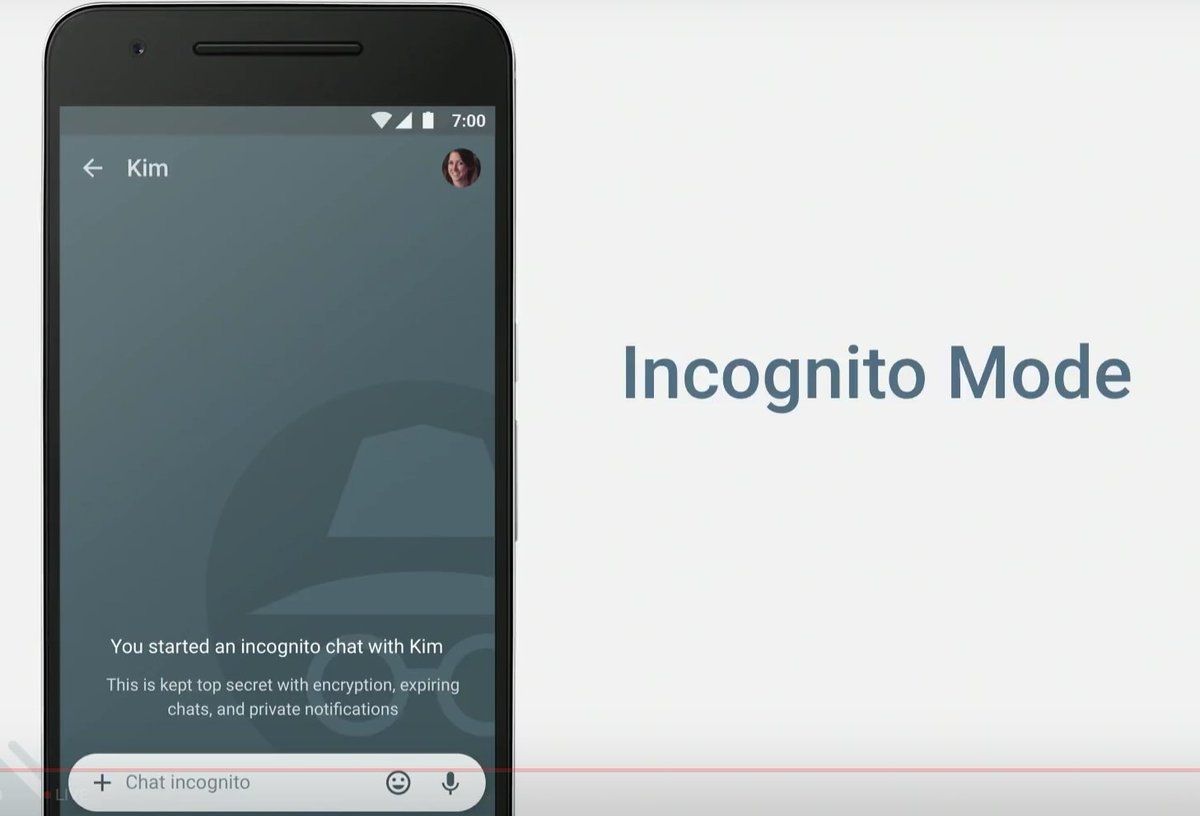 7:00
Kim
Incognito Mode
You started an incognito chat with Kim
This is kept top secret with encryption, expiring
chats, and private notifications
Chat incognito